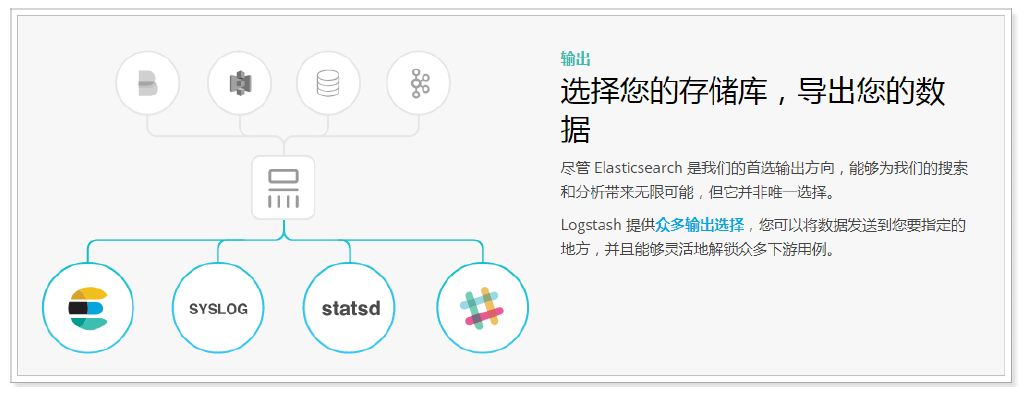 输出
选择您的存储库，导出您的数
据
尽管 Elasticsearch 是我们的首选输出方向，能够为我们的搜索
和分析带来无限可能，但它并非唯一选择。
Logstash 提供众多输出选择，您可以将数据发送到您要指定的
地方，并且能够灵活地解锁众多下游用例。
SYSLOG
statsd